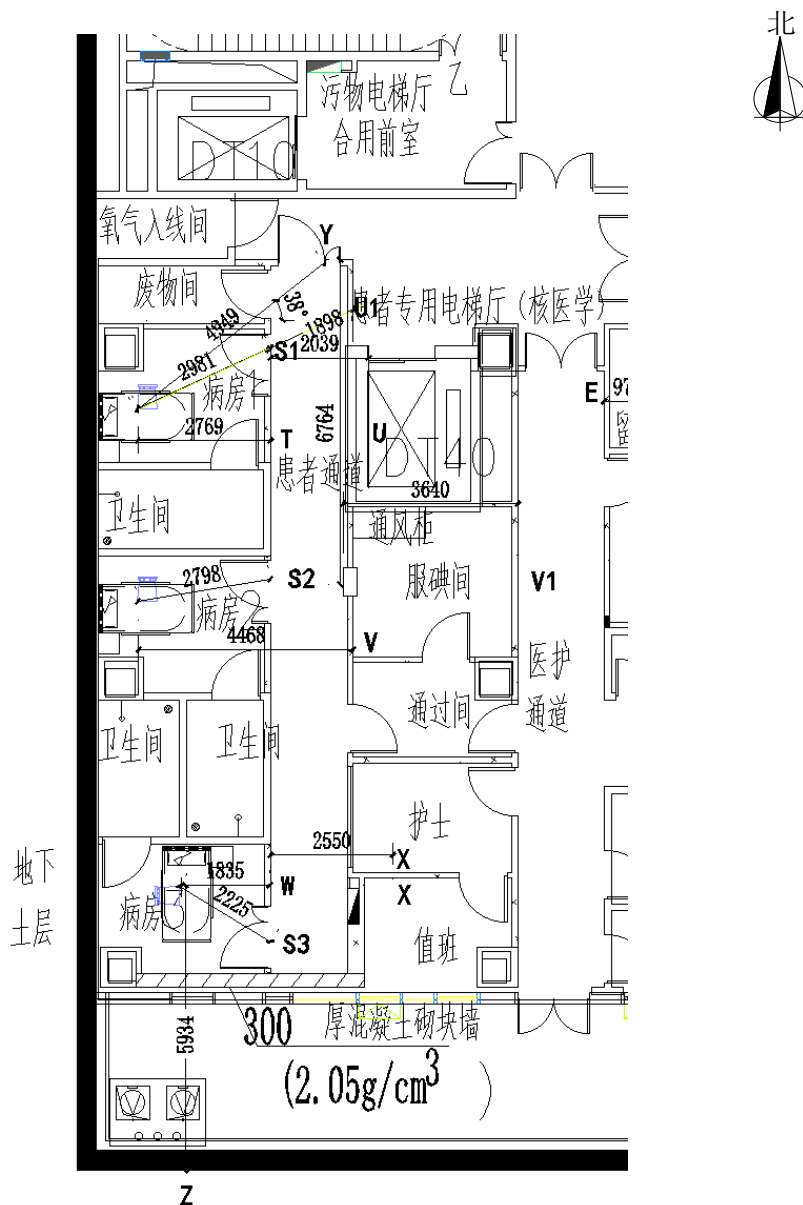 北
污物电梯厅
乙
合用前室
DT10
氧气入线间
Y
废物间
38°
患者专用电梯厅（核医学）
U1
4949
1898
S1
2039
2981
病房1
E
97
留
2769
T
6764
U
DT40
患者通道
3640
卫生间
通风柜
2798
S2
服碘间
V1
病房2
4468
V
医护
通道
通过间
卫生间
卫生间
护士
2550
X
地下
土层
1835
W
X
病房
2225
S3
值班
300
厚混凝土砌块墙
5934
(2.05g/cm³)
Z